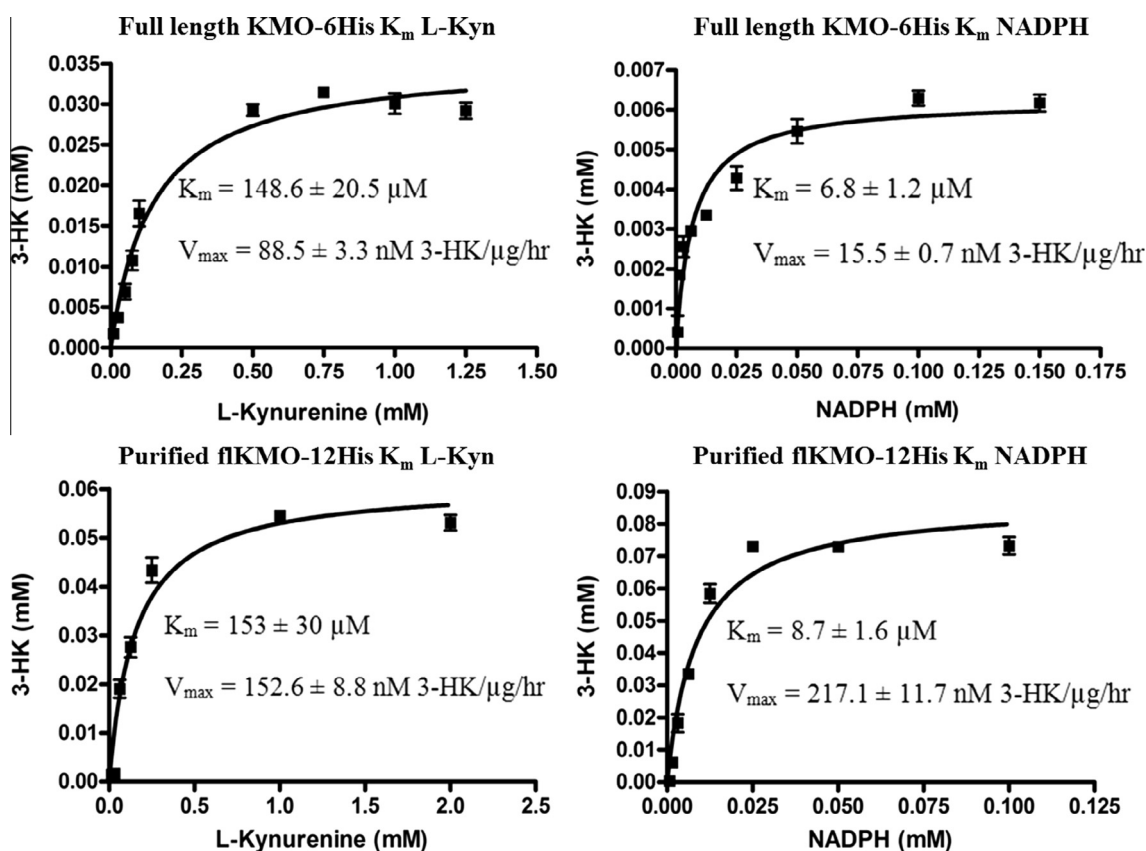 Full length KMO-6His Km L-Kyn
0.035
0.030
0.025
0.020
0.015
0.010
0.005
0.000
3-HK (mM)
Km = 148.6 ± 20.5 µM
Vmax = 88.5 ± 3.3 nM 3-HK/µg/hr
0.00 0.25 0.50 0.75 1.00 1.25 1.50
L-Kynurenine (mM)
Full length KMO-6His Km NADPH
0.007
0.006
0.005
0.004
0.003
0.002
0.001
0.000
3-HK (mM)
Km = 6.8 ± 1.2 µM
Vmax = 15.5 ± 0.7 nM 3-HK/µg/hr
0.000 0.025 0.050 0.075 0.100 0.125 0.150 0.175
NADPH (mM)
Purified flKMO-12His Km L-Kyn
0.06
0.05
0.04
0.03
0.02
0.01
0.00
3-HK (mM)
Km = 153 ± 30 µM
Vmax = 152.6 ± 8.8 nM 3-HK/µg/hr
0.0 0.5 1.0 1.5 2.0 2.5
L-Kynurenine (mM)
Purified flKMO-12His Km NADPH
0.09
0.08
0.07
0.06
0.05
0.04
0.03
0.02
0.01
0.00
3-HK (mM)
Km = 8.7 ± 1.6 µM
Vmax = 217.1 ± 11.7 nM 3-HK/µg/hr
0.000 0.025 0.050 0.075 0.100 0.125
NADPH (mM)